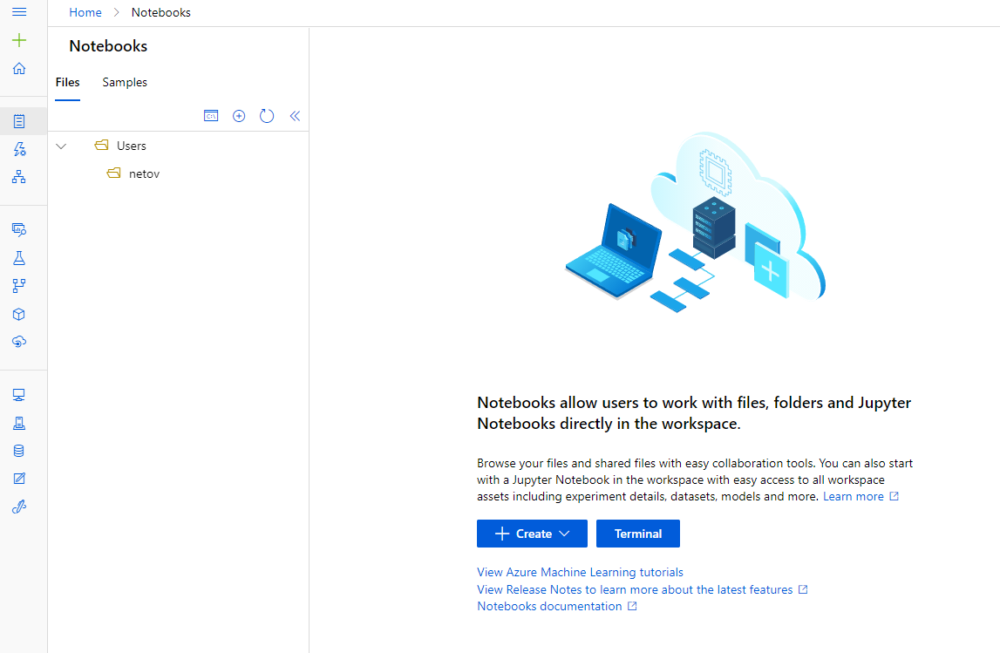 Home > Notebooks
Notebooks
Files Samples
Users
netov
Notebooks allow users to work with files, folders and Jupyter
Notebooks directly in the workspace.
Browse your files and shared files with easy collaboration tools. You can also start
with a Jupyter Notebook in the workspace with easy access to all workspace
assets including experiment details, datasets, models and more. Learn more
Create Terminal
View Azure Machine Learning tutorials
View Release Notes to learn more about the latest features
Notebooks documentation